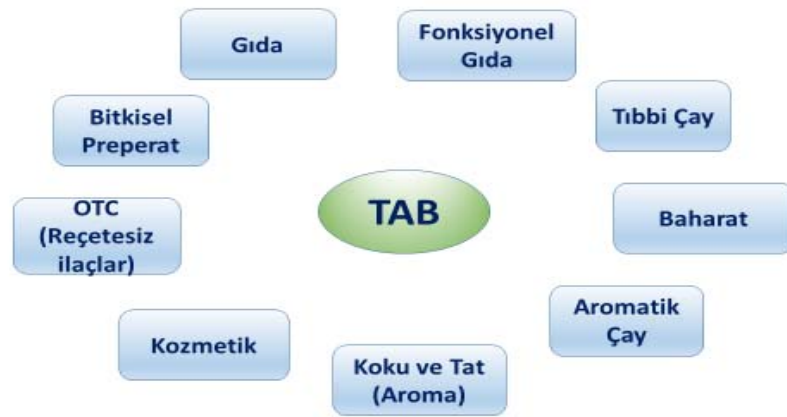 Gıda
Fonksiyonel
Gıda
Bitkisel
Preperat
Tıbbi Çay
OTC
(Reçetesiz
ilaçlar)
TAB
Baharat
Kozmetik
Koku ve Tat
(Aroma)
Aromatik
Çay